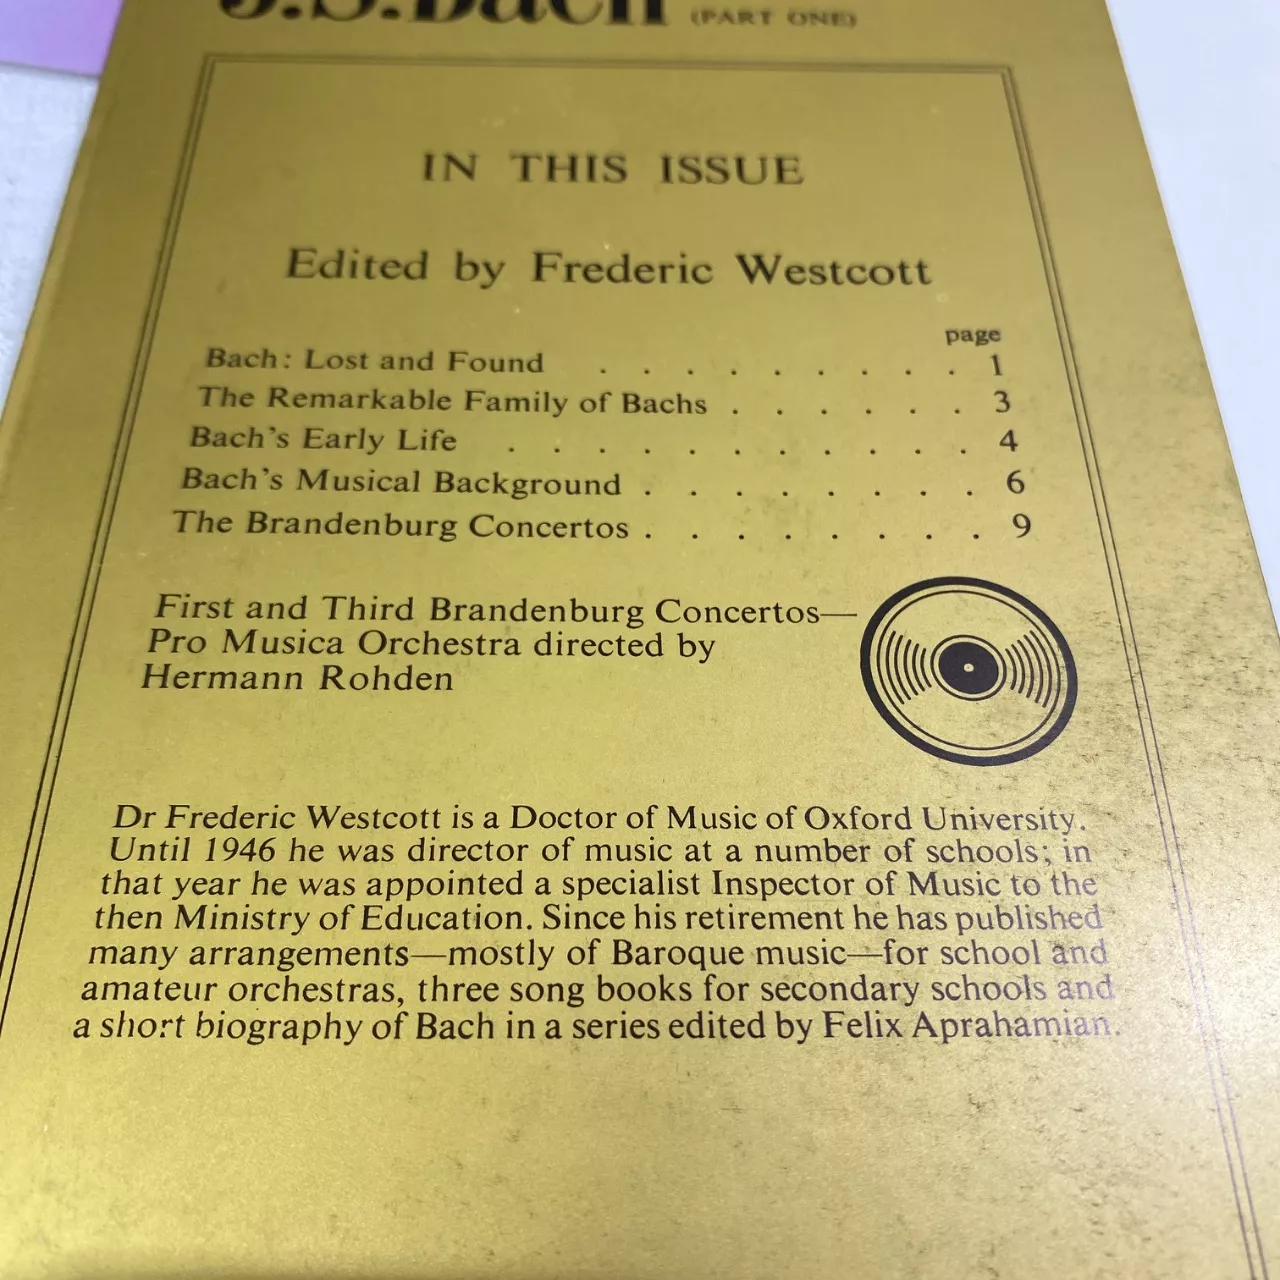 J.S.Bach (PART ONE)
IN THIS ISSUE
Edited by Frederic Westcott
page
Bach: Lost and Found . . . . . . . . . 1
The Remarkable Family of Bachs . . . . . . 3
Bach's Early Life . . . . . . . . . . . 4
Bach's Musical Background . . . . . . . . 6
The Brandenburg Concertos . . . . . . . . 9
First and Third Brandenburg Concertos—
Pro Musica Orchestra directed by
Hermann Rohden
Dr Frederic Westcott is a Doctor of Music of Oxford University.
Until 1946 he was director of music at a number of schools; in
that year he was appointed a specialist Inspector of Music to the
then Ministry of Education. Since his retirement he has published
many arrangements—mostly of Baroque music—for school and
amateur orchestras, three song books for secondary schools and
a short biography of Bach in a series edited by Felix Aprahamian.